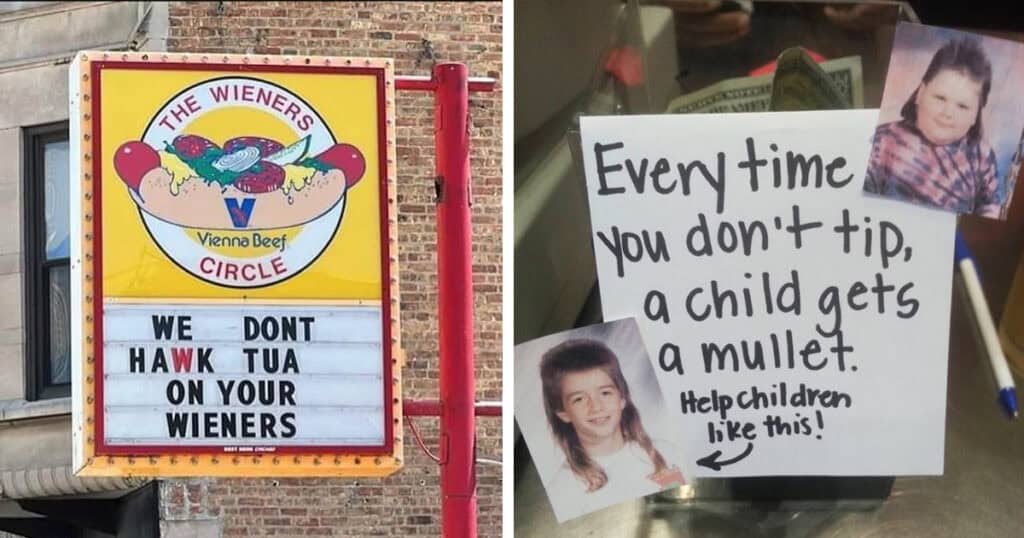 THE WIENERS
V
Vienna Beef
CIRCLE
WE DONT
HAWK TUA
ON YOUR
WIENERS
Every time
you don't tip,
a child gets
a mullet.
Help children
like this!